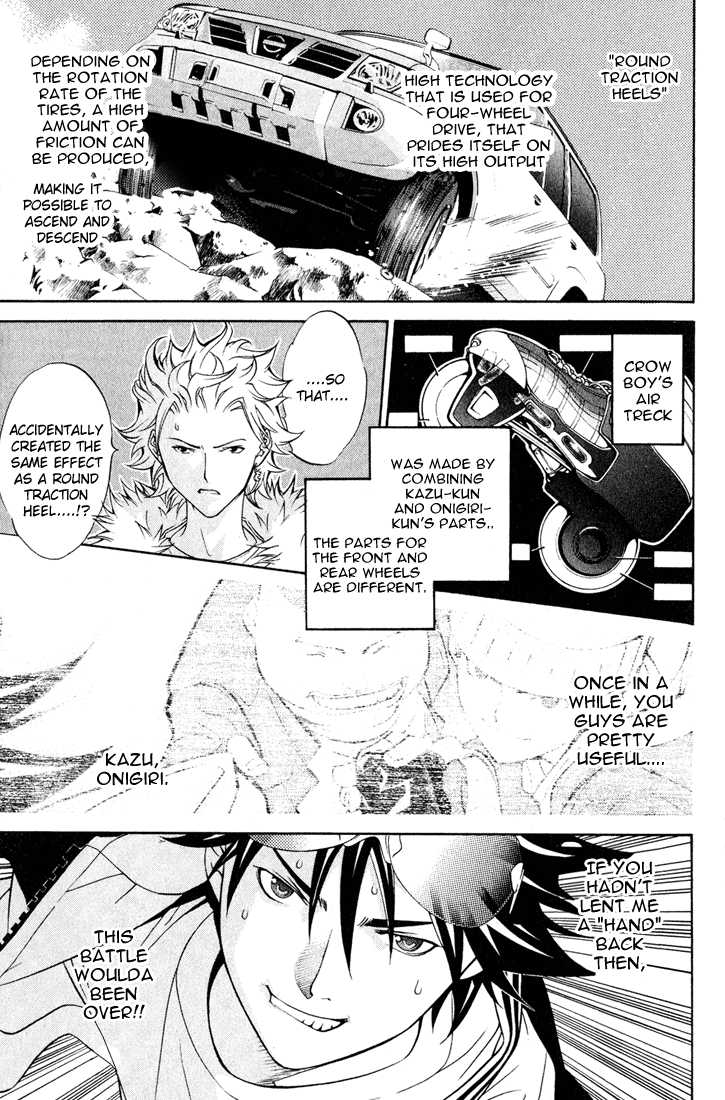 "ROUND
TRACTION
HEELS"
HIGH TECHNOLOGY
THAT IS USED FOR
FOUR-WHEEL
DRIVE, THAT
PRIDES ITSELF ON
ITS HIGH OUTPUT
DEPENDING ON
THE ROTATION
RATE OF THE
TIRES, A HIGH
AMOUNT OF
FRICTION CAN
BE PRODUCED,
MAKING IT
POSSIBLE TO
ASCEND AND
DESCEND
CROW
BOY'S
AIR
TRECK
WAS MADE BY
COMBINING
KAZU-KUN
AND ONIGIRI-
KUN'S PARTS..
THE PARTS FOR
THE FRONT AND
REAR WHEELS
ARE DIFFERENT.
....SO
THAT....
ACCIDENTALLY
CREATED THE
SAME EFFECT
AS A ROUND
TRACTION
HEEL....!?
ONCE IN A
WHILE, YOU
GUYS ARE
PRETTY
USEFUL....
KAZU,
ONIGIRI.
IF YOU
HADN'T
LENT ME
A "HAND"
BACK
THEN,
THIS
BATTLE
WOULDA
BEEN
OVER!!